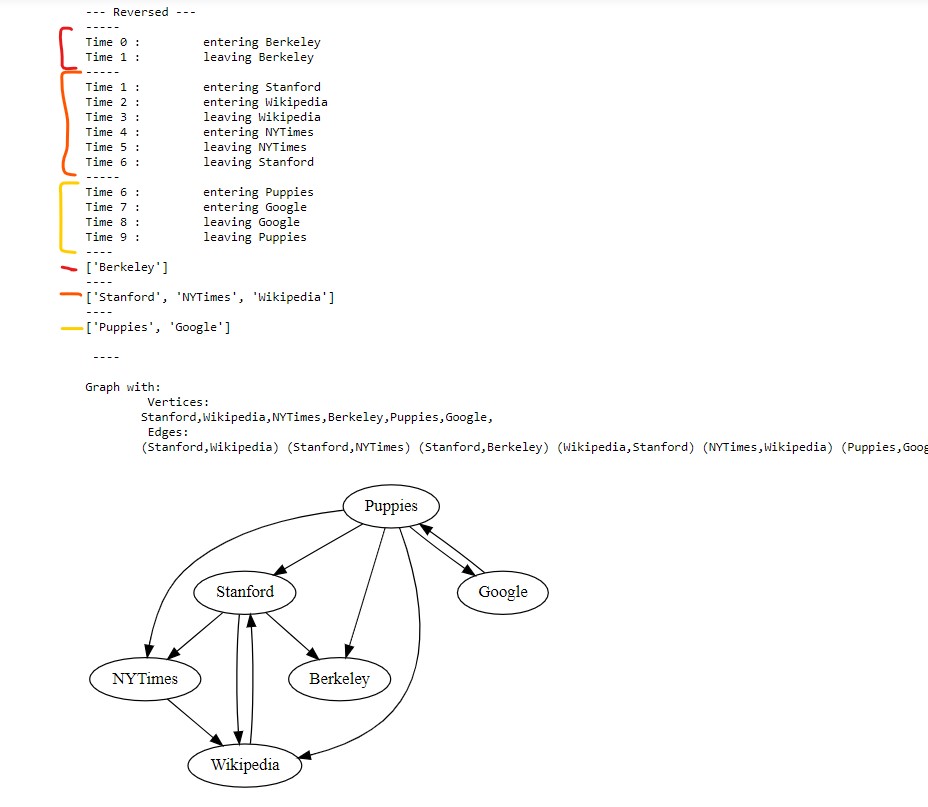 --- Reversed ---
-----
Time 0 : entering Berkeley
Time 1 : leaving Berkeley
-----
Time 1 : entering Stanford
Time 2 : entering Wikipedia
Time 3 : leaving Wikipedia
Time 4 : entering NYTimes
Time 5 : leaving NYTimes
Time 6 : leaving Stanford
-----
Time 6 : entering Puppies
Time 7 : entering Google
Time 8 : leaving Google
Time 9 : leaving Puppies
----
['Berkeley']
----
['Stanford', 'NYTimes', 'Wikipedia']
----
['Puppies', 'Google']
----
Graph with:
Vertices:
Stanford,Wikipedia,NYTimes,Berkeley,Puppies,Google,
Edges:
(Stanford,Wikipedia) (Stanford,NYTimes) (Stanford,Berkeley) (Wikipedia,Stanford) (NYTimes,Wikipedia) (Puppies,Goog
Puppies
Stanford
Google
NYTimes
Berkeley
Wikipedia